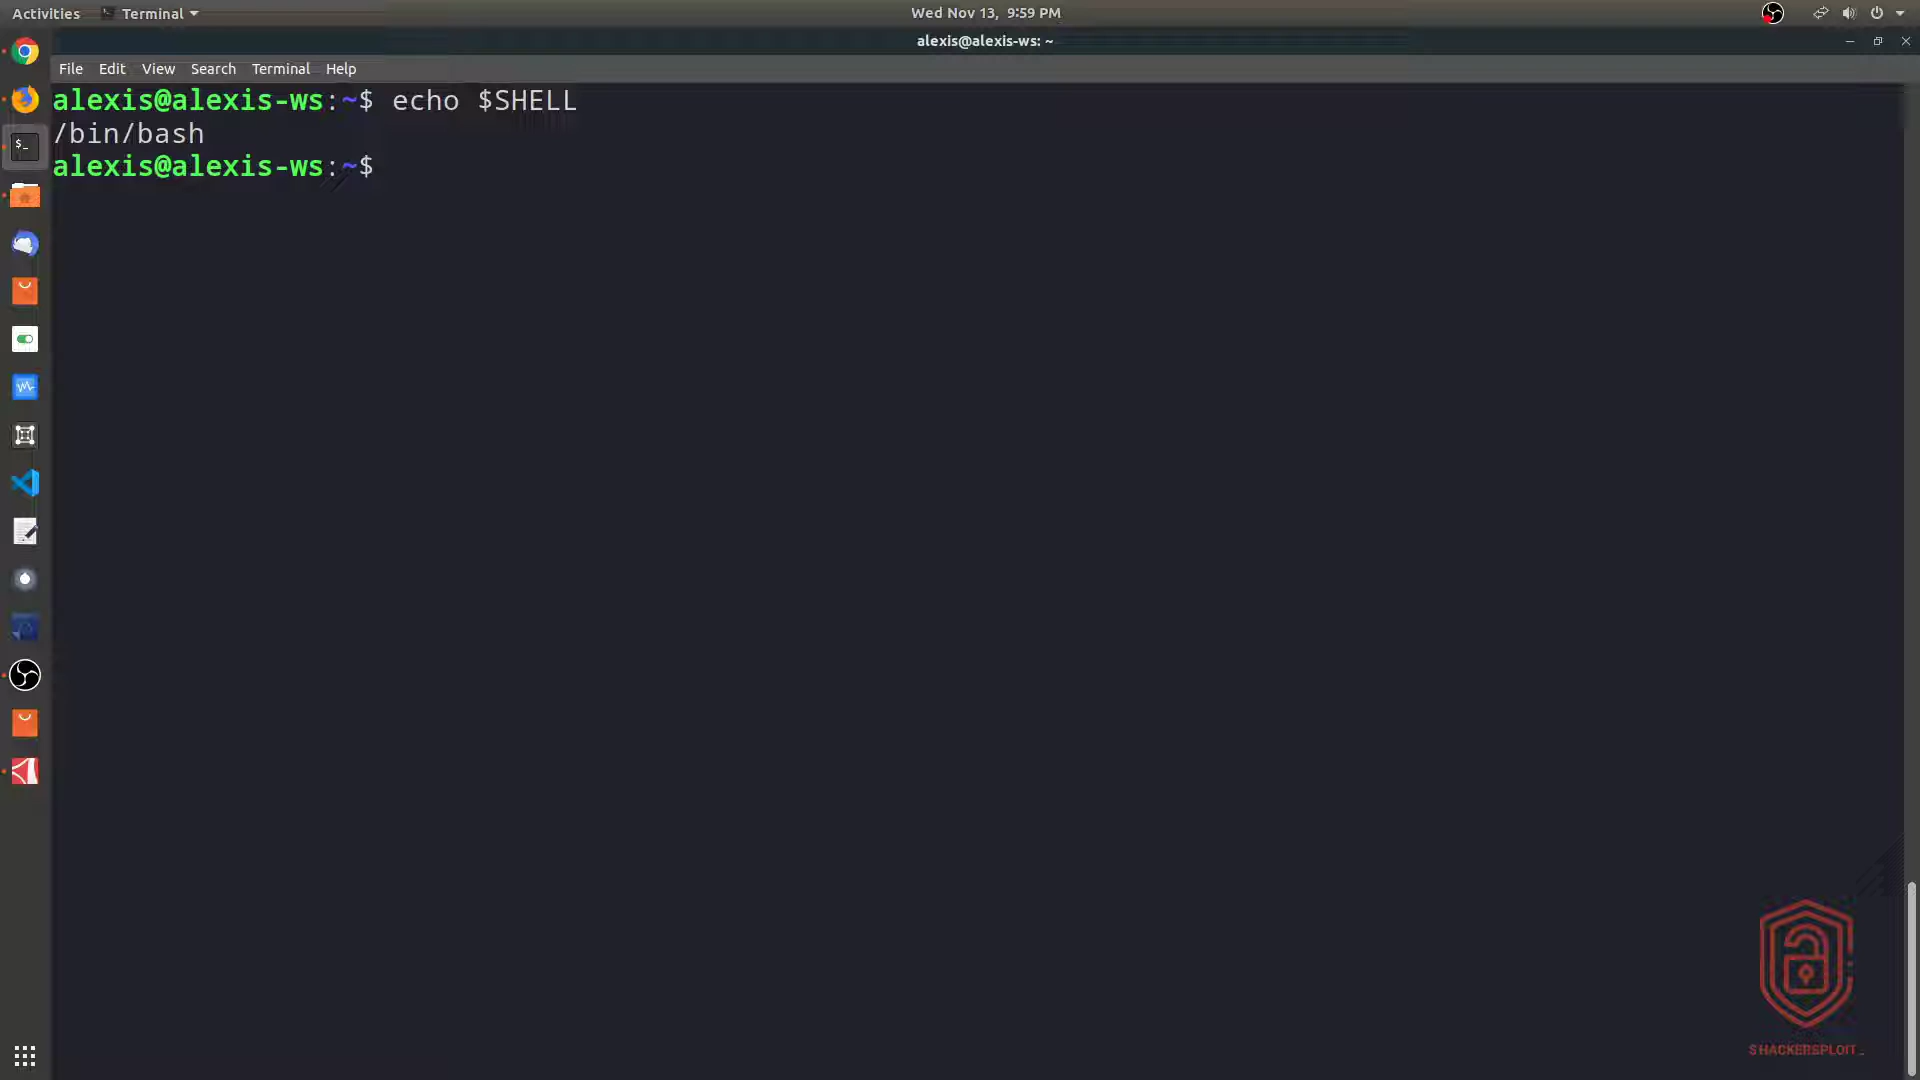 Activities
Terminal
Wed Nov 13, 9:59 PM
alexis@alexis-ws: ~
File Edit View Search Terminal Help
alexis@alexis-ws:~$ echo $SHELL
/bin/bash
alexis@alexis-ws:~$
$_
HACKERSPLOIT_